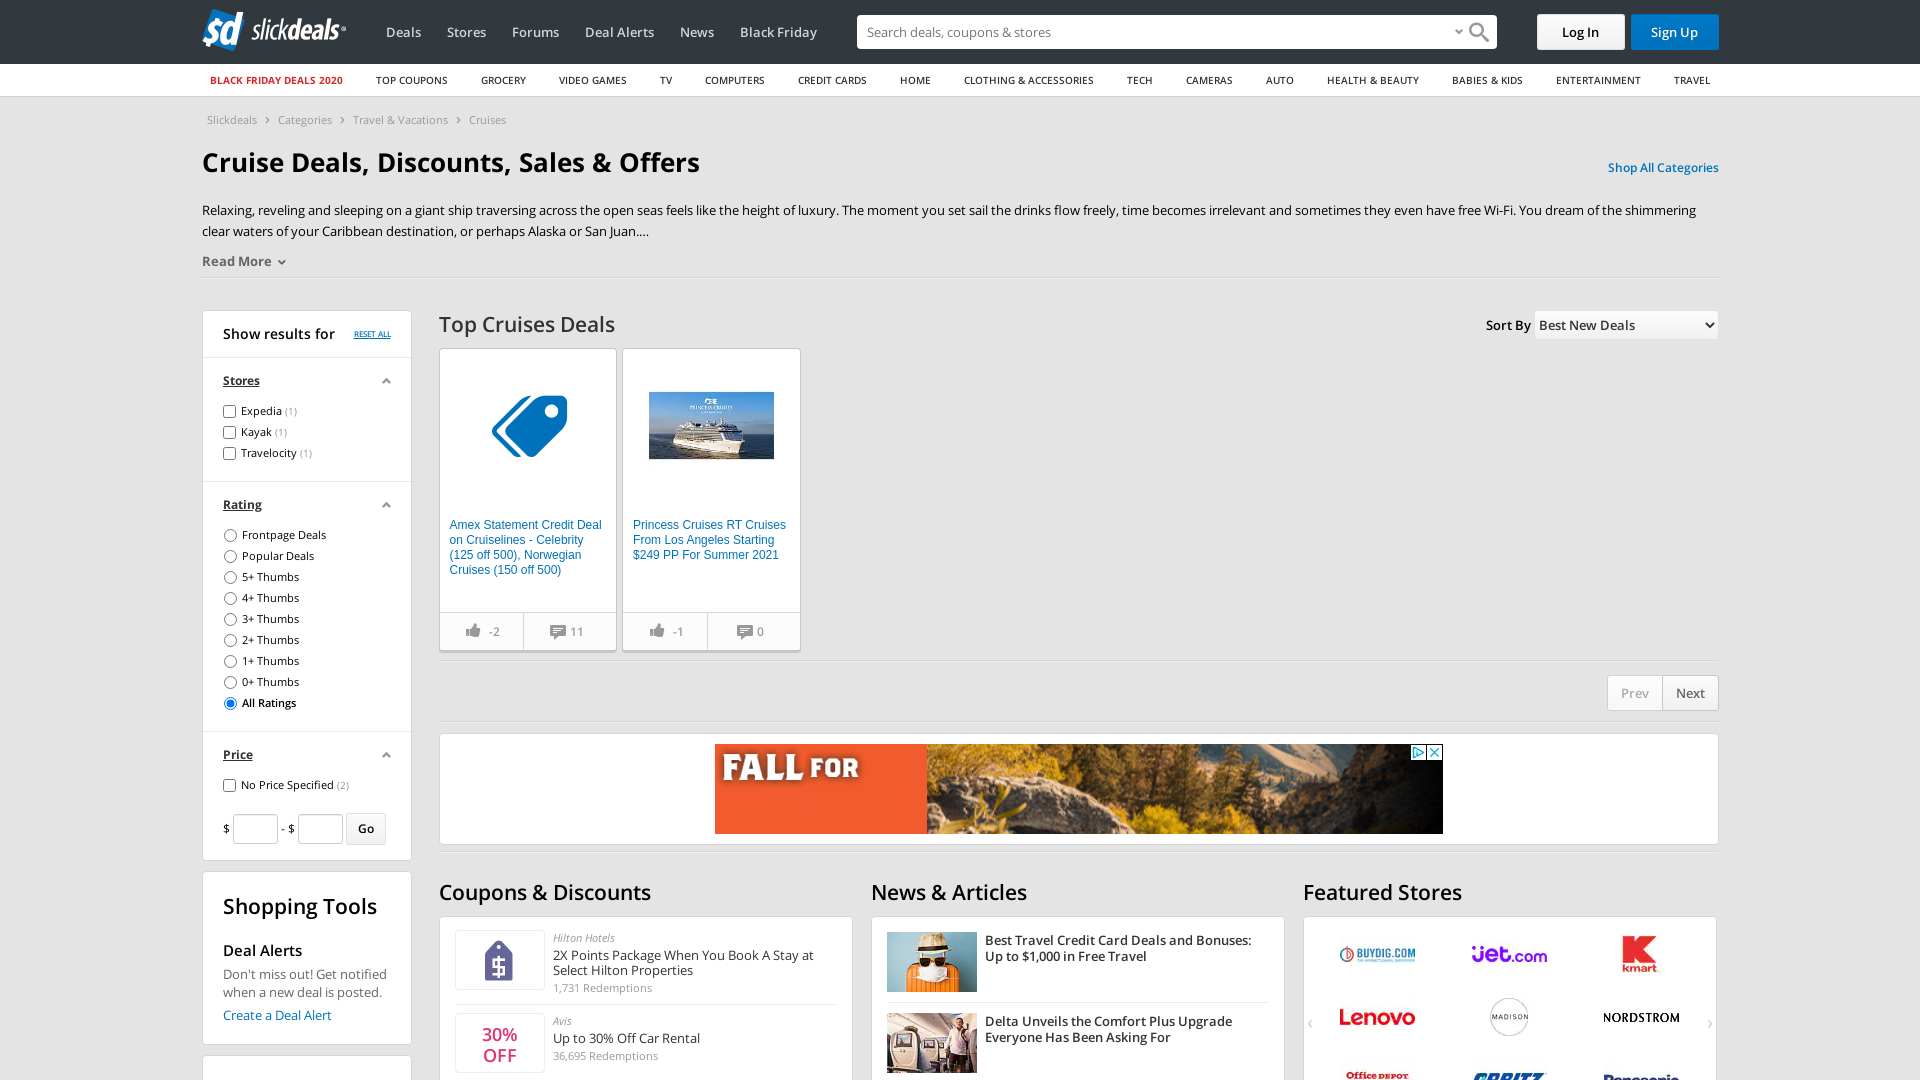 slickdeals
Deals
Stores
Forums
Deal Alerts
News
Black Friday
Search deals, coupons & stores
Log In
Sign Up
BLACK FRIDAY DEALS 2020
TOP COUPONS
GROCERY
VIDEO GAMES
TV
COMPUTERS
CREDIT CARDS
HOME
CLOTHING & ACCESSORIES
TECH
CAMERAS
AUTO
HEALTH & BEAUTY
BABIES & KIDS
ENTERTAINMENT
TRAVEL
Slickdeals > Categories > Travel & Vacations > Cruises
Cruise Deals, Discounts, Sales & Offers
Shop All Categories
Relaxing, reveling and sleeping on a giant ship traversing across the open seas feels like the height of luxury. The moment you set sail the drinks flow freely, time becomes irrelevant and sometimes they even have free Wi-Fi. You dream of the shimmering
clear waters of your Caribbean destination, or perhaps Alaska or San Juan....
Read More
Show results for
RESET ALL
Stores
Expedia (1)
Kayak (1)
Travelocity (1)
Rating
Frontpage Deals
Popular Deals
5+ Thumbs
4+ Thumbs
3+ Thumbs
2+ Thumbs
1+ Thumbs
0+ Thumbs
All Ratings
Price
No Price Specified (2)
$ - $ Go
Shopping Tools
Deal Alerts
Don't miss out! Get notified
when a new deal is posted.
Create a Deal Alert
Top Cruises Deals
Sort By Best New Deals
Amex Statement Credit Deal
on Cruiselines - Celebrity
(125 off 500), Norwegian
Cruises (150 off 500)
-2
11
PRINCESS CRUISES
Princess Cruises RT Cruises
From Los Angeles Starting
$249 PP For Summer 2021
-1
0
Prev
Next
FALL FOR
Coupons & Discounts
Hilton Hotels
2X Points Package When You Book A Stay at
Select Hilton Properties
1,731 Redemptions
30%
OFF
Avis
Up to 30% Off Car Rental
36,695 Redemptions
News & Articles
Best Travel Credit Card Deals and Bonuses:
Up to $1,000 in Free Travel
Delta Unveils the Comfort Plus Upgrade
Everyone Has Been Asking For
Featured Stores
BUYDIG.COM
Jet.com
kmart
Lenovo
MADISON
NORDSTROM
Office DEPOT
ORBITZ
Panasonic